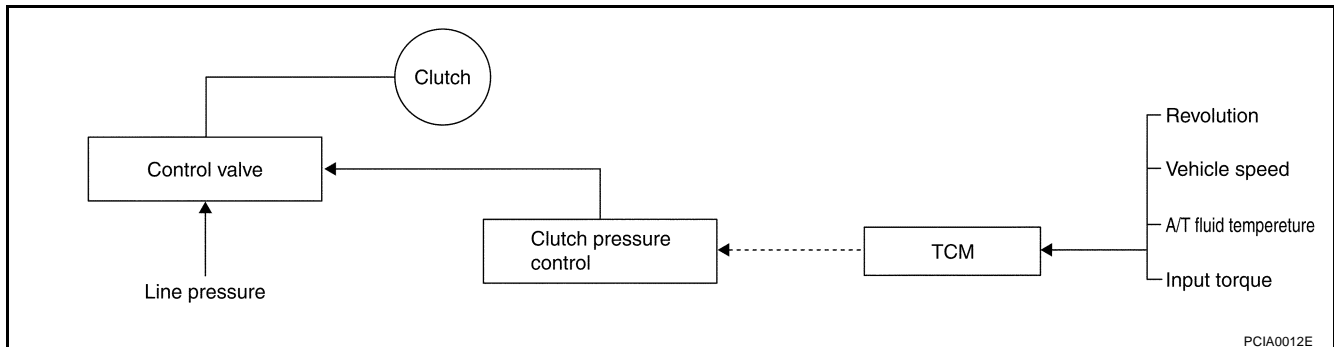 Clutch
Revolution
Control valve
Vehicle speed
A/T fluid tempereture
Clutch pressure
control
TCM
Line pressure
Input torque
PCIA0012E